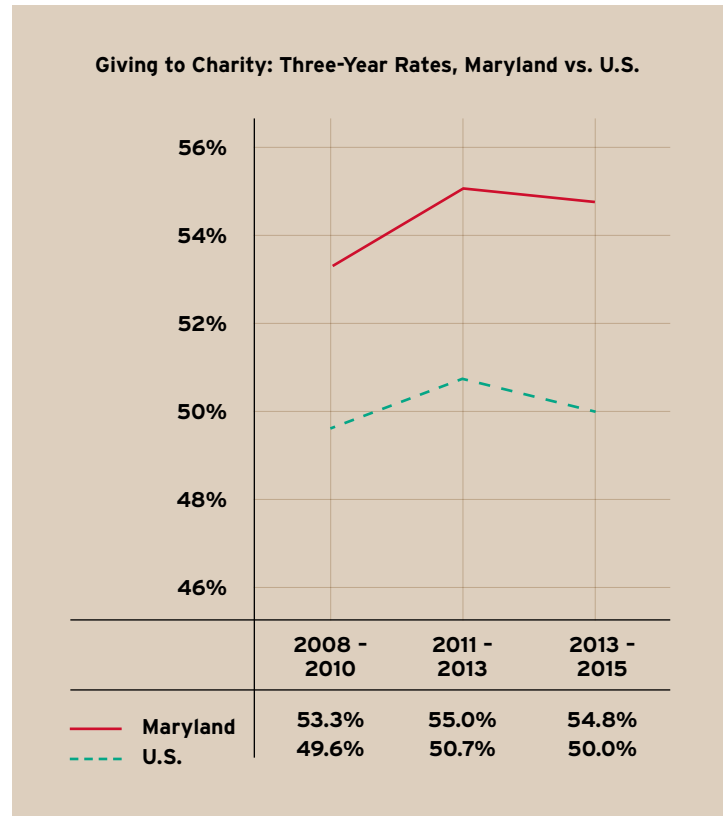 Giving to Charity: Three-Year Rates, Maryland vs. U.S.
56%
54%
52%
50%
48%
46%
2008 - 2011 - 2013 -
2010 2013 2015
Maryland 53.3% 55.0% 54.8%
U.S. 49.6% 50.7% 50.0%